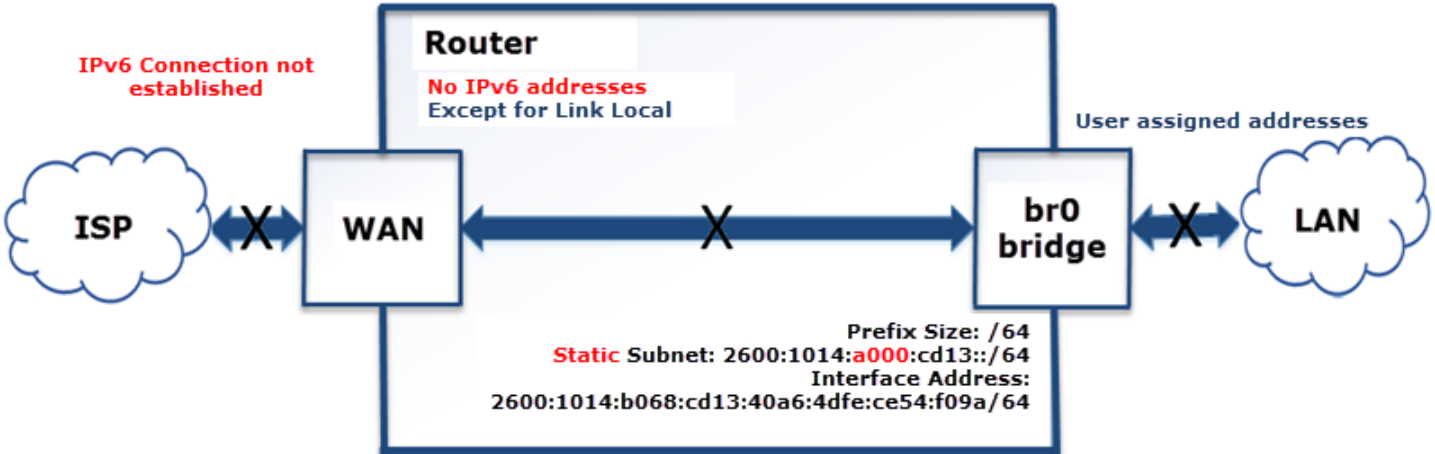 Router
IPv6 Connection not
established
No IPv6 addresses
Except for Link Local
User assigned addresses
ISP
X
WAN
X
br0
bridge
X
LAN
Prefix Size: /64
Static Subnet: 2600:1014:a000:cd13::/64
Interface Address:
2600:1014:b068:cd13:40a6:4dfe:ce54:f09a/64